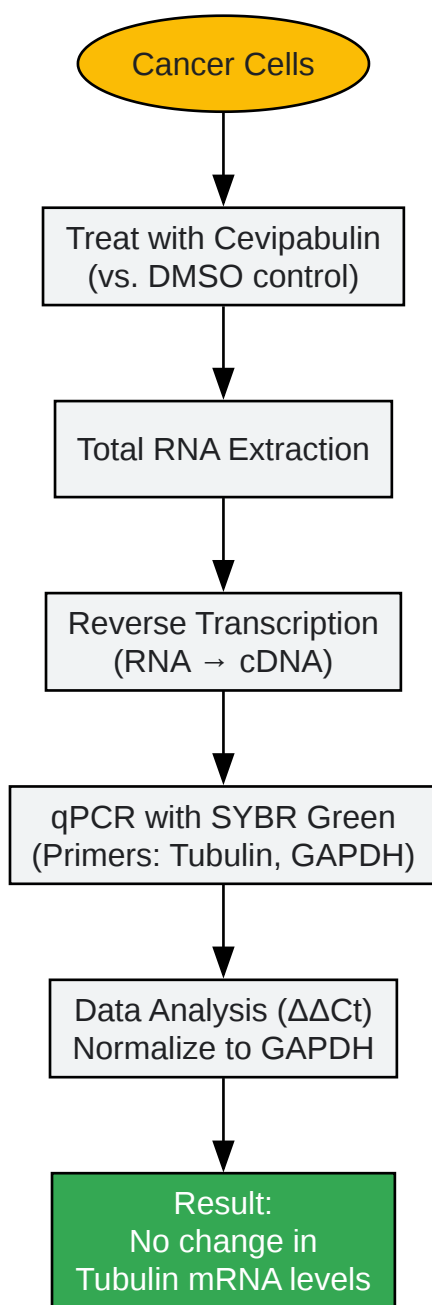 Cancer Cells
Treat with Cevipabulin
(vs. DMSO control)
Total RNA Extraction
Reverse Transcription
(RNA → cDNA)
qPCR with SYBR Green
(Primers: Tubulin, GAPDH)
Data Analysis (ΔΔCt)
Normalize to GAPDH
Result:
No change in
Tubulin mRNA levels